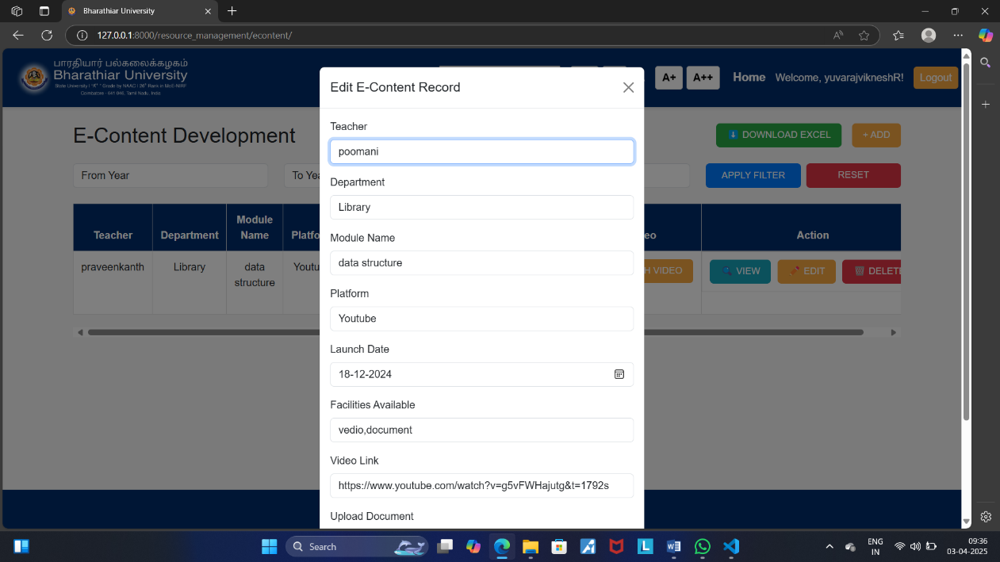 Bharathiar University
127.0.0.1:8000/resource_management/econtent/
பாரதியார் பல்கலைக்கழகம்
Bharathiar University
State University | "A++" Grade by NAAC | 26th Rank in MoE-NIRF
Coimbatore - 641 046, Tamil Nadu, India
A+ A++ Home Welcome, yuvarajvikneshR! Logout
E-Content Development
DOWNLOAD EXCEL + ADD
From Year To Yea
APPLY FILTER RESET
Teacher Department Module Name Platfo eo Action
praveenkanth Library data structure Youtu H VIDEO VIEW EDIT DELETE
Edit E-Content Record
Teacher
poomani
Department
Library
Module Name
data structure
Platform
Youtube
Launch Date
18-12-2024
Facilities Available
vedio,document
Video Link
https://www.youtube.com/watch?v=g5vFWHajutg&t=1792s
Upload Document
Search
ENG
IN
09:36
03-04-2025